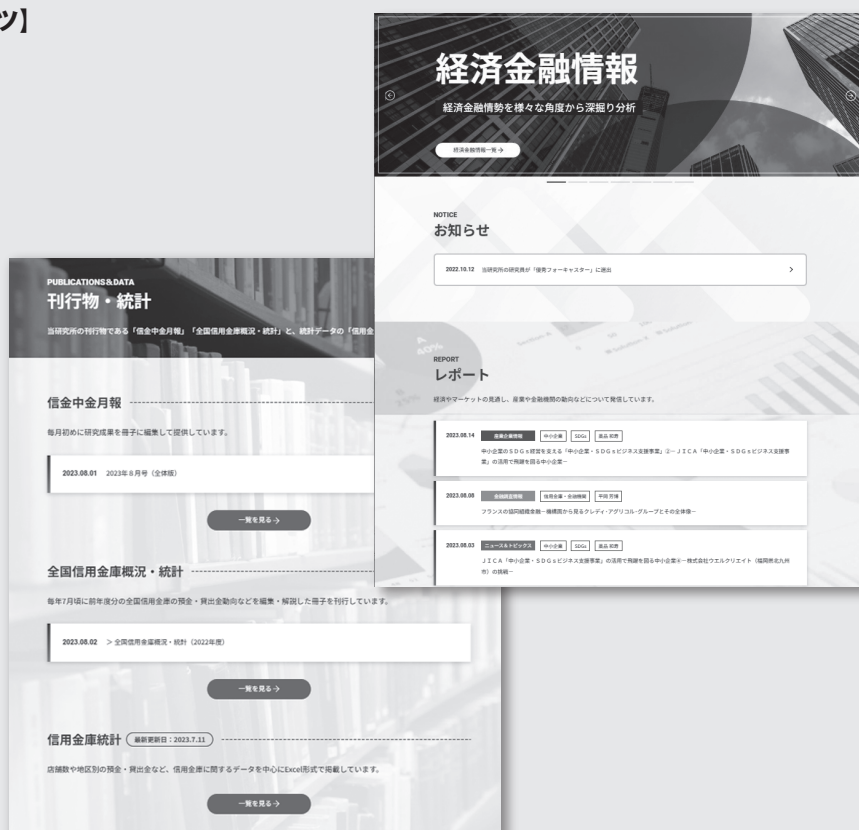 ツ】
経済金融情報
経済金融情勢を様々な角度から深掘り分析
経済金融情報一覧→
NOTICE
お知らせ
2022.10.12 当研究所の研究員が「優秀フォーキャスター」に選出
REPORT
レポート
経済やマーケットの見通し、産業や金融機関の動向などについて発信しています。
2023.08.14 産業企業情報 中小企業 SDGs
中小企業のSDGs経営を支える「中小企業・SDGsビジネス支援事業」②－JICA「中小企業・SDGsビジネス支援事
業」の活用で飛躍を図る中小企業－
2023.08.08 金融調査情報 信用金庫・金融機関
フランスの協同組織金融－機構面から見るクレディ・アグリコル・グループとその全体像－
2023.08.03 ニュース&トピックス 中小企業 SDGs
JICA「中小企業・SDGsビジネス支援事業」の活用で飛躍を図る中小企業④－株式会社ウエルクリエイト（福岡県北九州
市）の挑戦－
PUBLICATIONS&DATA
刊行物・統計
当研究所の刊行物である「信金中金月報」「全国信用金庫概況・統計」と、統計データの「信用金
信金中金月報
毎月初めに研究成果を冊子に編集して提供しています。
2023.08.01 2023年8月号（全体版）
一覧を見る→
全国信用金庫概況・統計
毎年7月頃に前年度分の全国信用金庫の預金・貸出金動向などを編集・解説した冊子を刊行しています。
2023.08.02 ＞全国信用金庫概況・統計（2022年度）
一覧を見る→
信用金庫統計 最新更新日：2023.7.11
店舗数や地区別の預金・貸出金など、信用金庫に関するデータを中心にExcel形式で掲載しています。
一覧を見る→